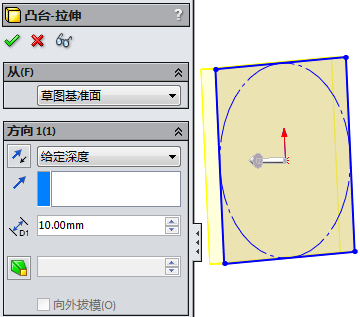 凸台-拉伸
?
从(F)
草图基准面
方向 1(1)
给定深度
D1
10.00mm
向外拔模(O)